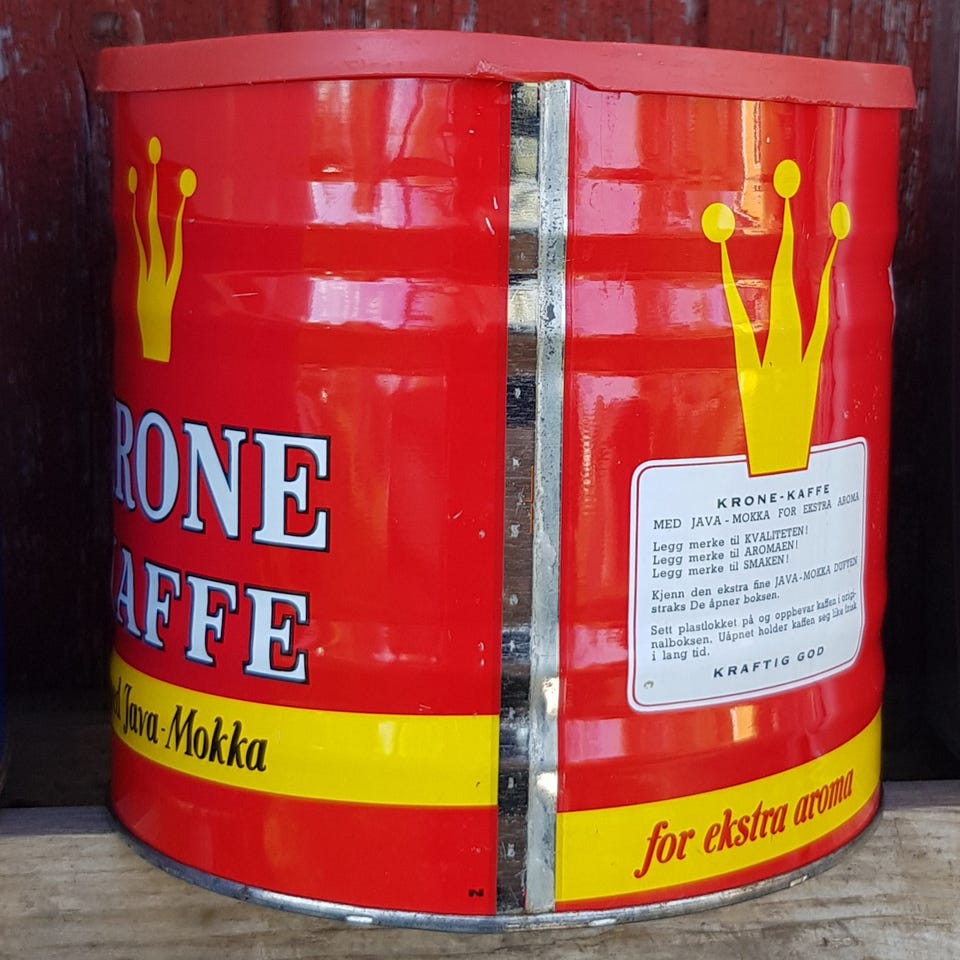 RONE
KAFFE
d Java-Mokka
KRONE-KAFFE
MED JAVA-MOKKA FOR EKSTRA AROMA
Legg merke til KVALITETEN!
Legg merke til AROMAEN!
Legg merke til SMAKEN!
Kjenn den ekstra fine JAVA-MOKKA DUFTEN
straks De åpner boksen.
Sett plastlokket på og oppbevar kaffen i orig-
nalboksen. Uåpnet holder kaffen seg like frisk
i lang tid.
KRAFTIG GOD
for ekstra aroma
N